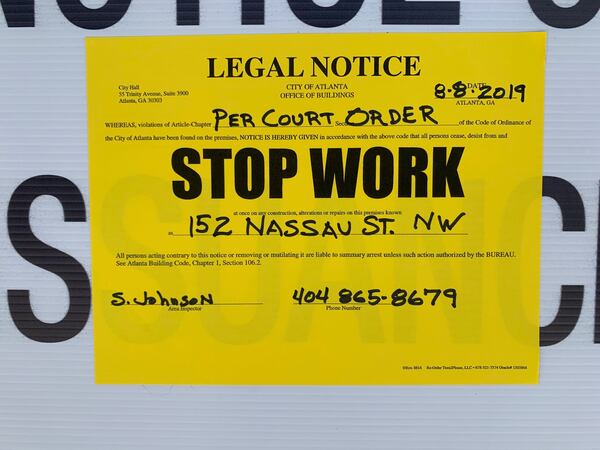 NOTICE O
LEGAL NOTICE
City Hall
55 Trinity Avenue, Suite 3900
Atlanta, GA 30303
CITY OF ATLANTA
OFFICE OF BUILDINGS
DATE
8-8-2019
ATLANTA, GA
WHEREAS, violations of Article-Chapter PER COURT Sec ORDER of the Code of Ordinance of
the City of Atlanta have been found on the premises, NOTICE IS HEREBY GIVEN in accordance with the above code that all persons cease, desist from and
STOP WORK
at once on any construction, alterations or repairs on this premises known
as 152 NASSAU ST. NW
All persons acting contrary to this notice or removing or mutilating it are liable to summary arrest unless such action authorized by the BUREAU.
See Atlanta Building Code, Chapter 1, Section 106.2.
S. Johnson 404 865-8679
Area Inspector Phone Number
SSUANC